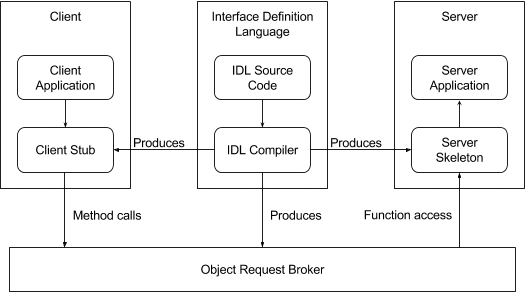 Client
Interface Definition
Language
Server
Client
Application
IDL Source
Code
Server
Application
Client Stub
Produces
IDL Compiler
Produces
Server
Skeleton
Method calls
Produces
Function access
Object Request Broker